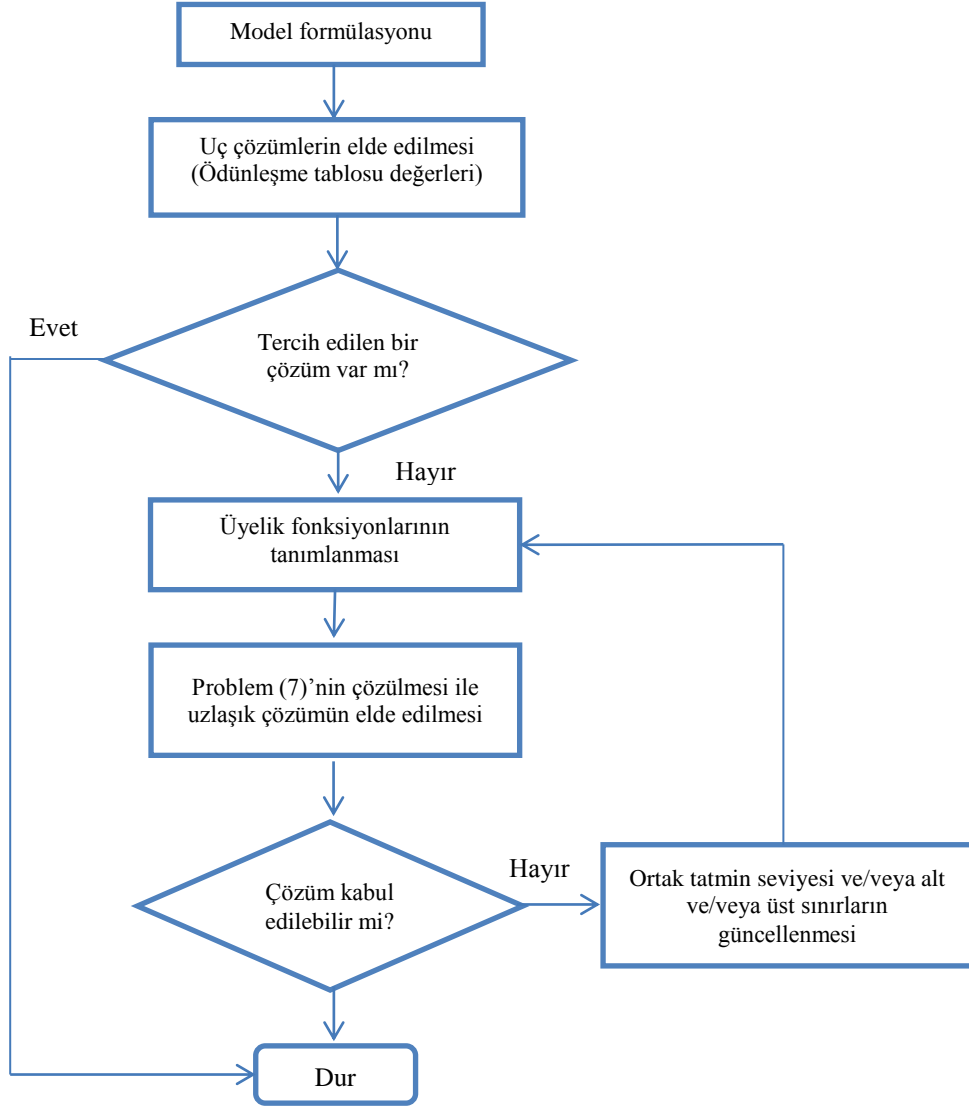 Model formülasyonu
Uç çözümlerin elde edilmesi
(Ödünleşme tablosu değerleri)
Evet
Tercih edilen bir
çözüm var mı?
Hayır
Üyelik fonksiyonlarının
tanımlanması
Problem (7)’nin çözülmesi ile
uzlaşık çözümün elde edilmesi
Hayır
Çözüm kabul
edilebilir mi?
Ortak tatmin seviyesi ve/veya alt
ve/veya üst sınırların
güncellenmesi
Dur